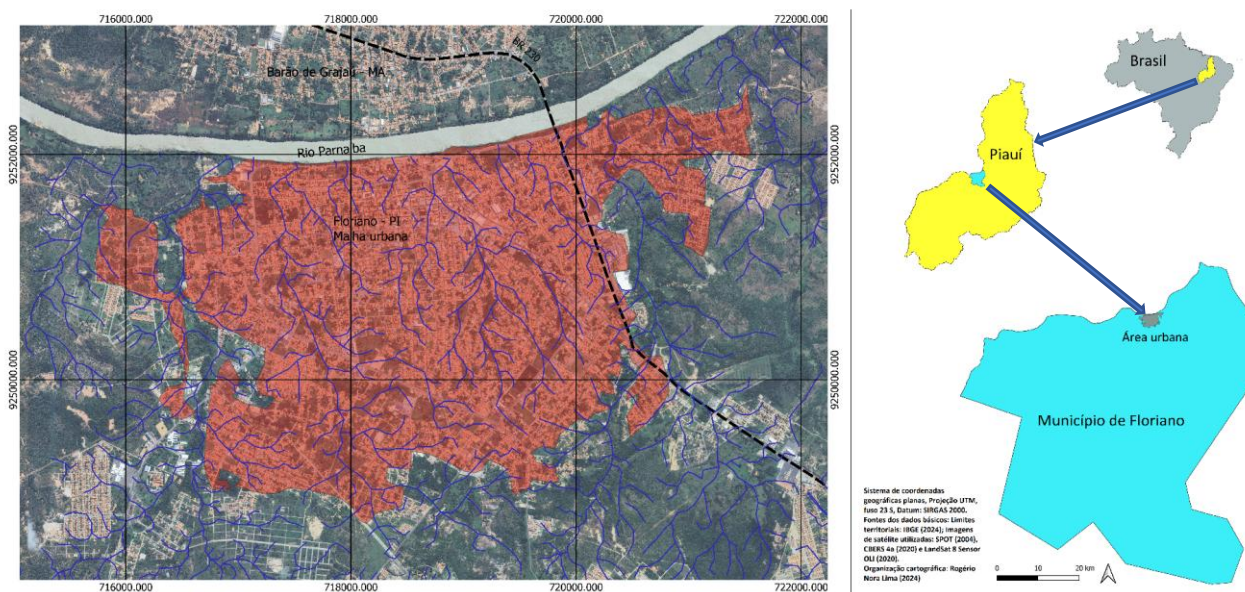 716000.000 718000.000 720000.000 722000.000
Barão de Grajaú - MA
Rio Parnaíba
9252000.000 9252000.000
Floriano - PI
Malha urbana
9250000.000 9250000.000
716000.000 718000.000 720000.000 722000.000
Brasil
Piauí
Área urbana
Município de Floriano
Sistema de coordenadas
geográficas planas, Projeção UTM,
fuso 23 S, Datum: SIRGAS 2000.
Fontes dos dados básicos: Limites
territoriais: IBGE (2024); Imagens
de satélite utilizadas: SPOT (2004),
CBERS 4a (2020) e LandSat 8 Sensor
OLI (2020).
Organização cartográfica: Rogério
Nora Lima (2024)
0 10 20 km